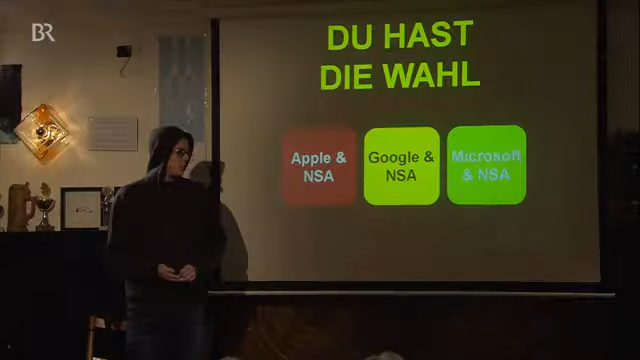 BR
DU HAST
DIE WAHL
Apple &
NSA
Google &
NSA
Microsoft
& NSA